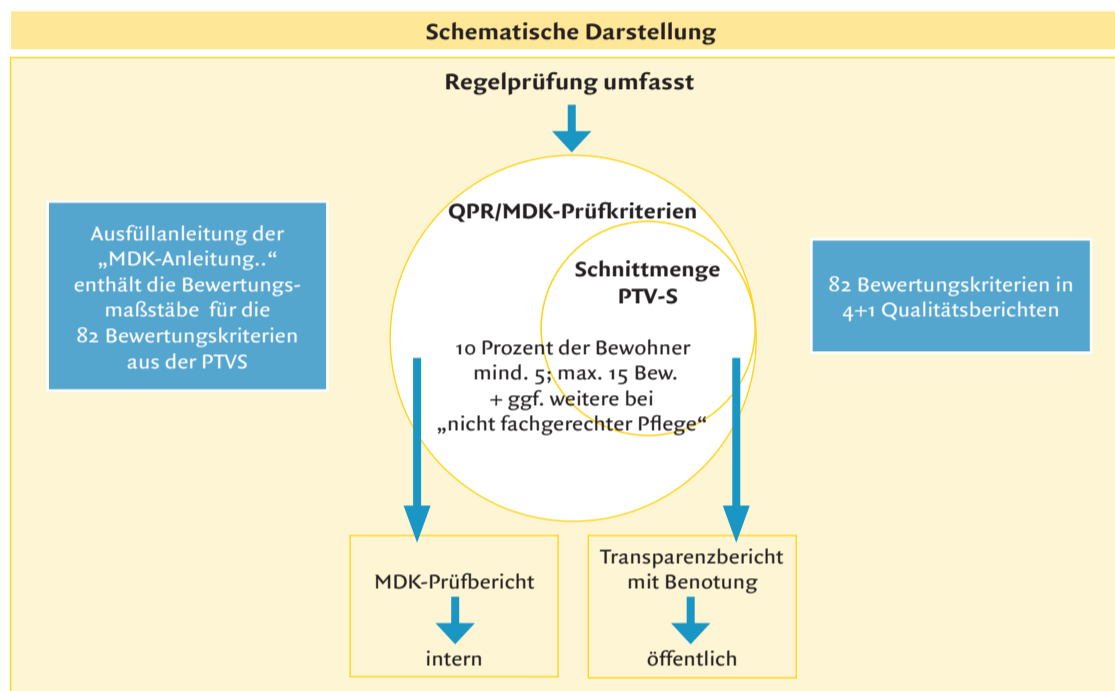 Schematische Darstellung
Regelprüfung umfasst
QPR/MDK-Prüfkriterien
Schnittmenge
PTV-S
10 Prozent der Bewohner
mind. 5; max. 15 Bew.
+ ggf. weitere bei
„nicht fachgerechter Pflege“
Ausfüllanleitung der
„MDK-Anleitung..“
enthält die Bewertungs-
maßstäbe für die
82 Bewertungskriterien
aus der PTVS
82 Bewertungskriterien in
4+1 Qualitätsberichten
MDK-Prüfbericht
intern
Transparenzbericht
mit Benotung
öffentlich